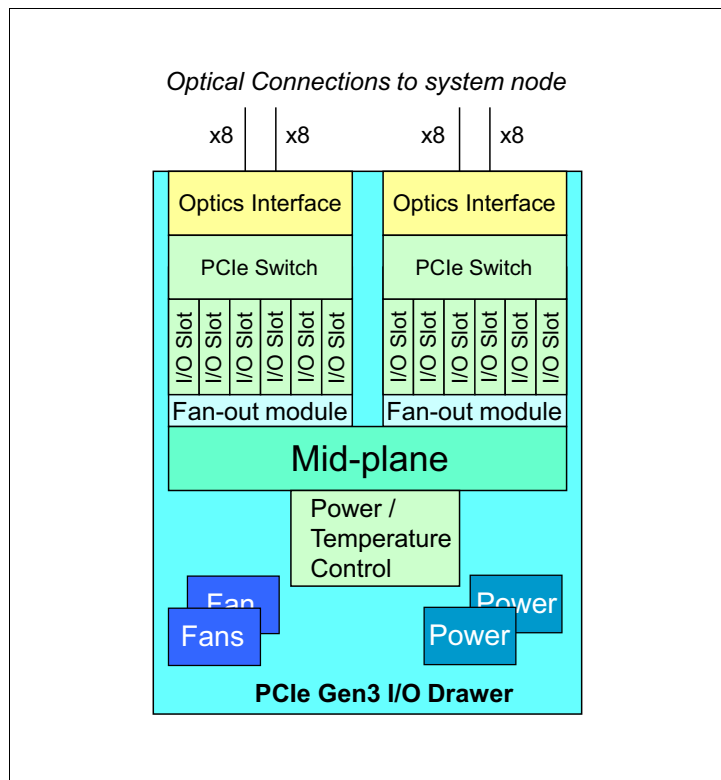 Optical Connections to system node
x8 x8 x8 x8
Optics Interface Optics Interface
PCIe Switch PCIe Switch
I/O Slot I/O Slot I/O Slot I/O Slot I/O Slot I/O Slot I/O Slot I/O Slot I/O Slot I/O Slot I/O Slot I/O Slot
Fan-out module Fan-out module
Mid-plane
Power /
Temperature
Control
Fan Power
Fans Power
PCIe Gen3 I/O Drawer